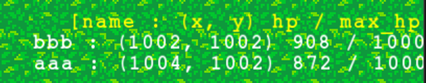 [name : (x, y) hp / max hp
bbb : (1002, 1002) 908 / 1000
aaa : (1004, 1002) 872 / 1000